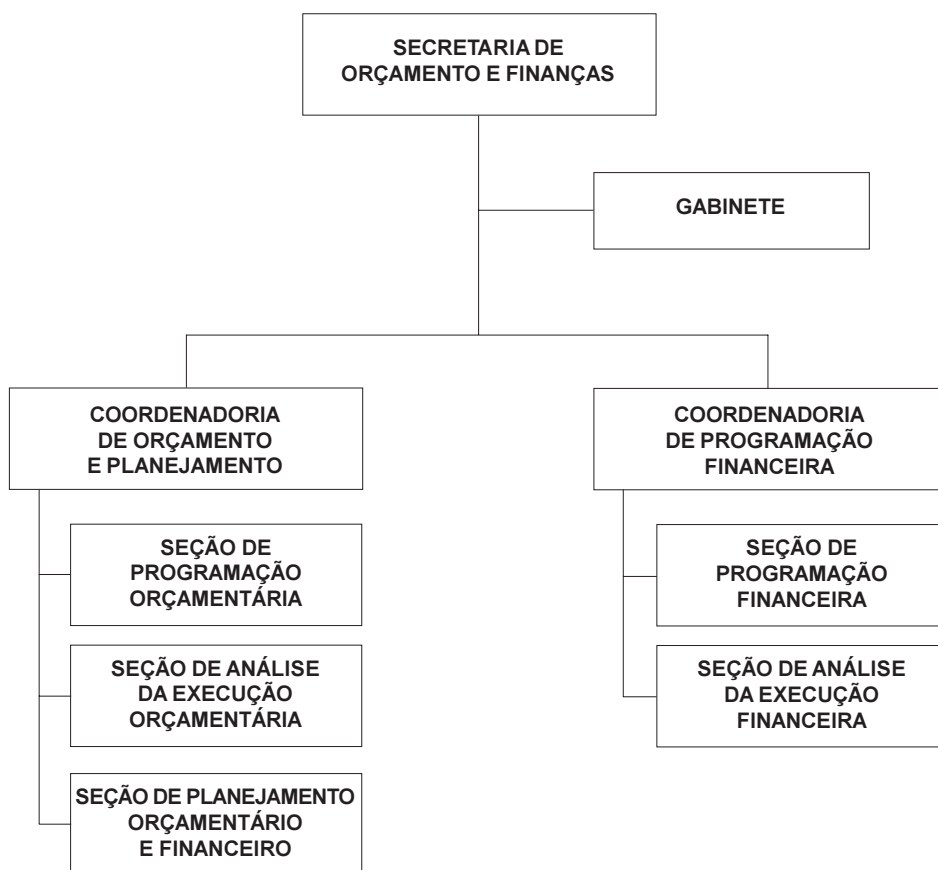 SECRETARIA DE
ORÇAMENTO E FINANÇAS
GABINETE
COORDENADORIA
DE ORÇAMENTO
E PLANEJAMENTO
SEÇÃO DE
PROGRAMAÇÃO
ORÇAMENTÁRIA
SEÇÃO DE ANÁLISE
DA EXECUÇÃO
ORÇAMENTÁRIA
SEÇÃO DE PLANEJAMENTO
ORÇAMENTÁRIO
E FINANCEIRO
COORDENADORIA
DE PROGRAMAÇÃO
FINANCEIRA
SEÇÃO DE
PROGRAMAÇÃO
FINANCEIRA
SEÇÃO DE ANÁLISE
DA EXECUÇÃO
FINANCEIRA